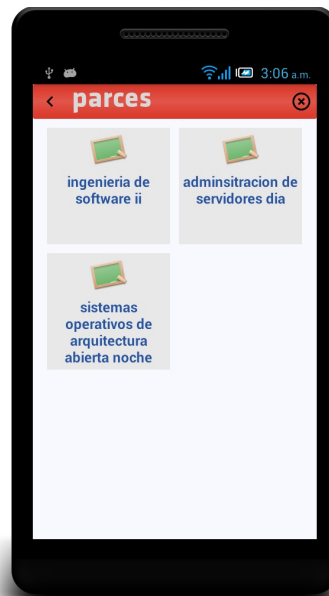 3:06 a.m.
parces
ingenieria de
software ii
adminsitracion de
servidores dia
sistemas
operativos de
arquitectura
abierta noche